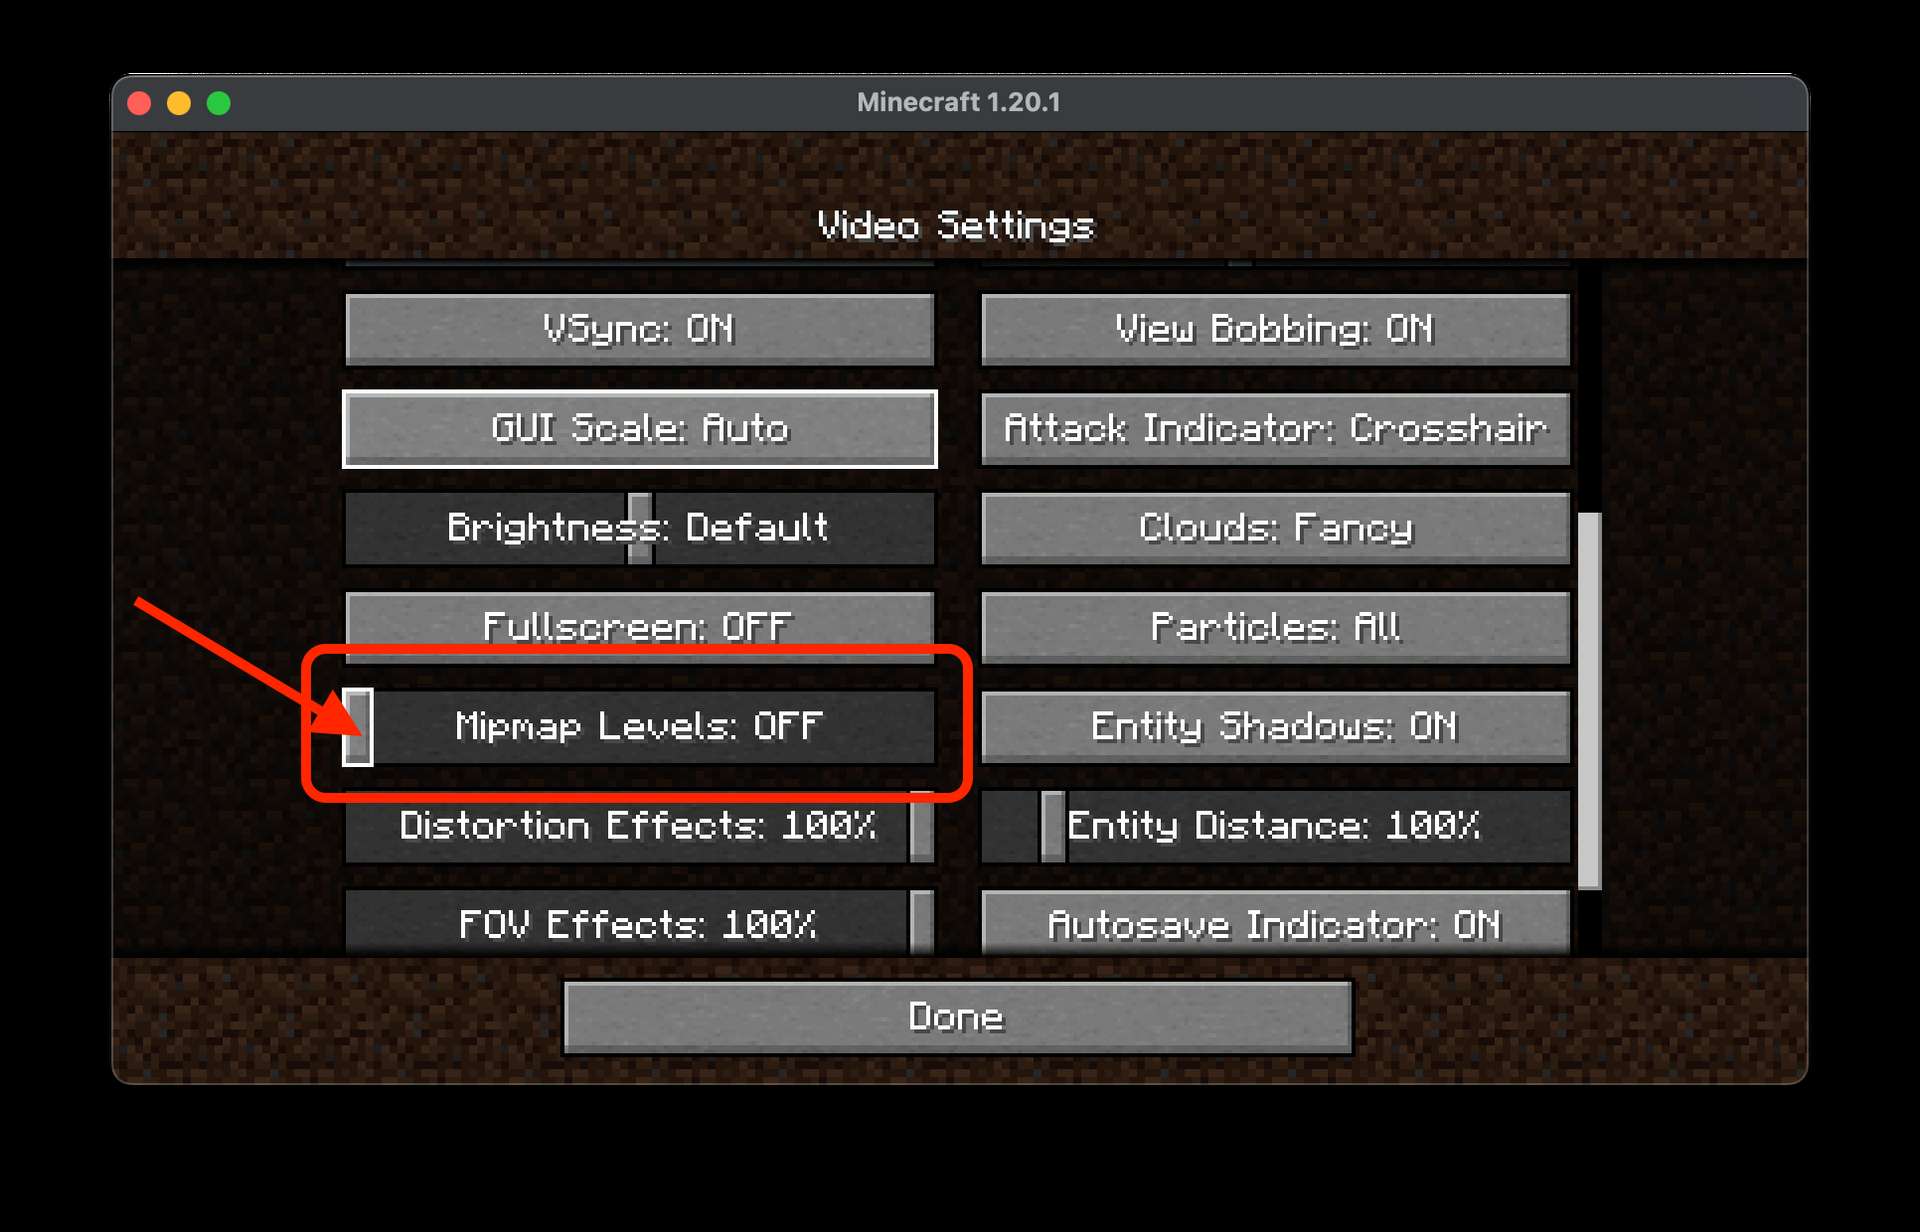 Minecraft 1.20.1
Video Settings
VSync: ON
View Bobbing: ON
GUI Scale: Auto
Attack Indicator: Crosshair
Brightness: Default
Clouds: Fancy
Fullscreen: OFF
Particles: All
Mipmap Levels: OFF
Entity Shadows: ON
Distortion Effects: 100%
Entity Distance: 100%
FOV Effects: 100%
Autosave Indicator: ON
Done